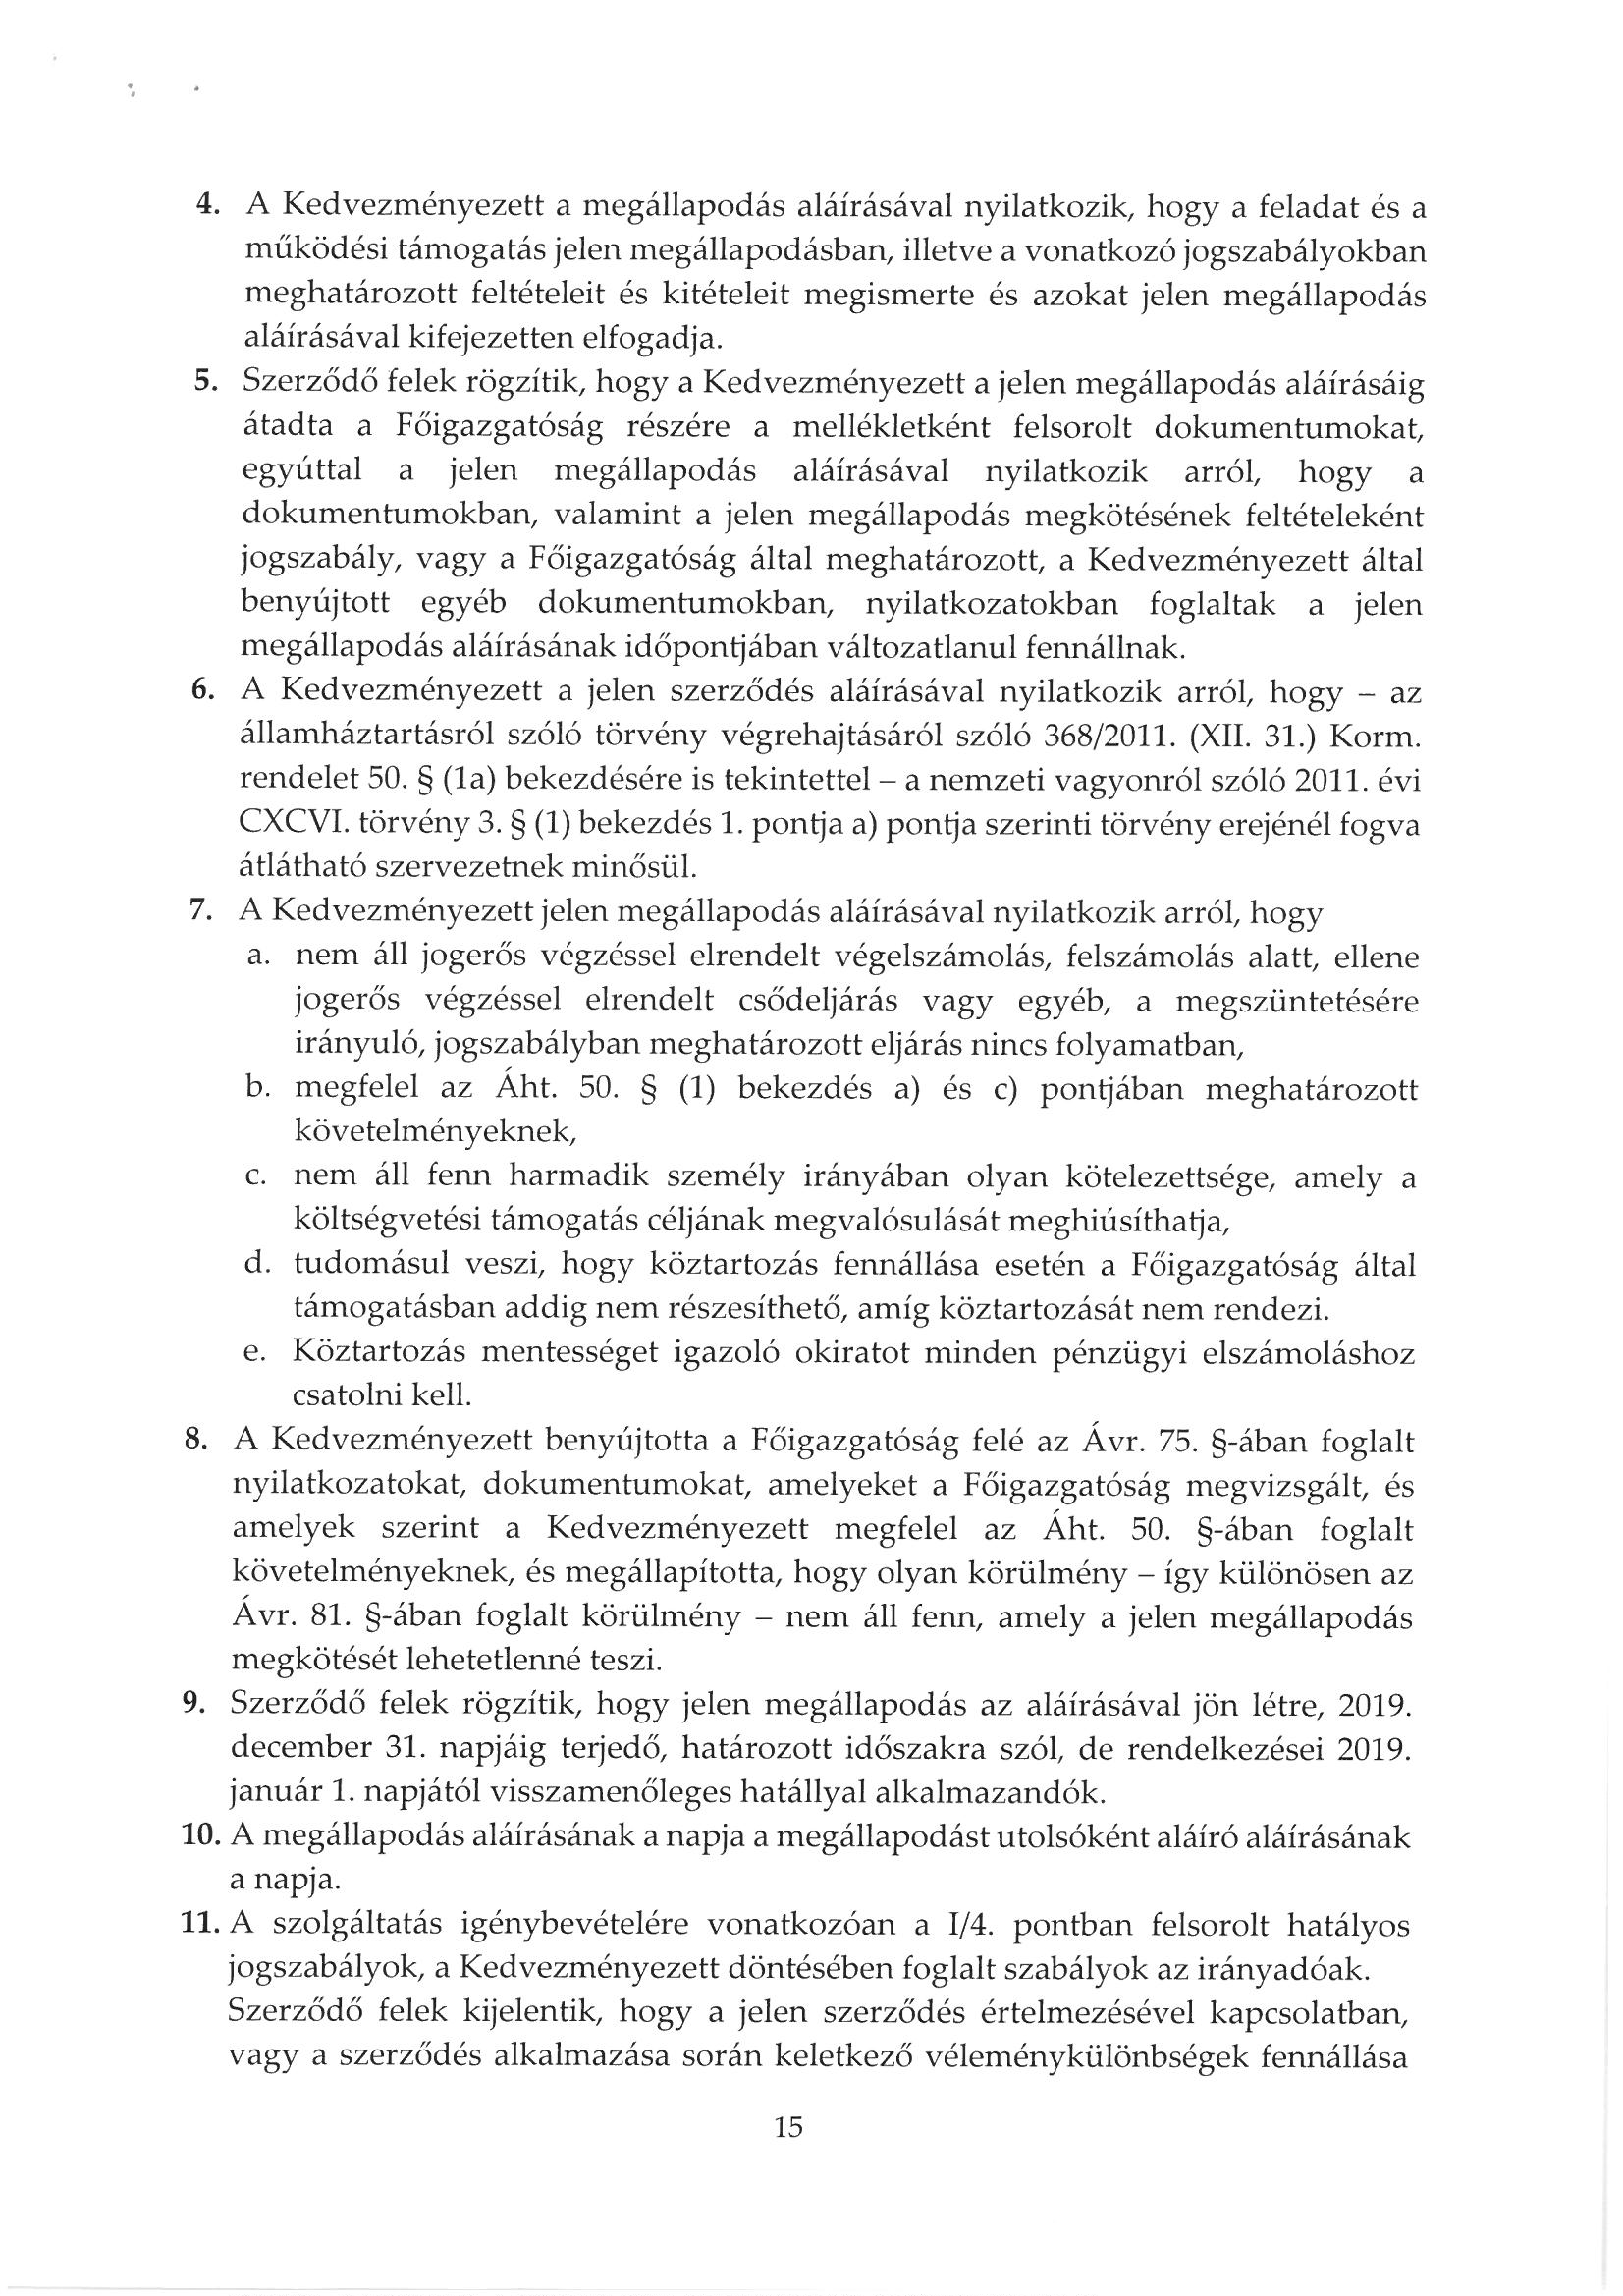 4. A Kedvezményezett a megállapodás aláírásával nyilatkozik, hogy a feladat és a
működési támogatás jelen megállapodásban, illetve a vonatkozó jogszabályokban
meghatározott feltételeit és kitételeit megismerte és azokat jelen megállapodás
aláírásával kifejezetten elfogadja.
5. Szerződő felek rögzítik, hogy a Kedvezményezett a jelen megállapodás aláírásáig
átadta a Főigazgatóság részére a mellékletként felsorolt dokumentumokat,
egyúttal a jelen megállapodás aláírásával nyilatkozik arról, hogy a
dokumentumokban, valamint a jelen megállapodás megkötésének feltételeként
jogszabály, vagy a Főigazgatóság által meghatározott, a Kedvezményezett által
benyújtott egyéb dokumentumokban, nyilatkozatokban foglaltak a jelen
megállapodás aláírásának időpontjában változatlanul fennállnak.
6. A Kedvezményezett a jelen szerződés aláírásával nyilatkozik arról, hogy – az
államháztartásról szóló törvény végrehajtásáról szóló 368/2011. (XII. 31.) Korm.
rendelet 50. § (1a) bekezdésére is tekintettel – a nemzeti vagyonról szóló 2011. évi
CXCVI. törvény 3. § (1) bekezdés 1. pontja a) pontja szerinti törvény erejénél fogva
átlátható szervezetnek minősül.
7. A Kedvezményezett jelen megállapodás aláírásával nyilatkozik arról, hogy
a. nem áll jogerős végzéssel elrendelt végelszámolás, felszámolás alatt, ellene
jogerős végzéssel elrendelt csődeljárás vagy egyéb, a megszüntetésére
irányuló, jogszabályban meghatározott eljárás nincs folyamatban,
b. megfelel az Áht. 50. § (1) bekezdés a) és c) pontjában meghatározott
követelményeknek,
c. nem áll fenn harmadik személy irányában olyan kötelezettsége, amely a
költségvetési támogatás céljának megvalósulását meghiúsíthatja,
d. tudomásul veszi, hogy köztartozás fennállása esetén a Főigazgatóság által
támogatásban addig nem részesíthető, amíg köztartozását nem rendezi.
e. Köztartozás mentességet igazoló okiratot minden pénzügyi elszámoláshoz
csatolni kell.
8. A Kedvezményezett benyújtotta a Főigazgatóság felé az Ávr. 75. §-ában foglalt
nyilatkozatokat, dokumentumokat, amelyeket a Főigazgatóság megvizsgált, és
amelyek szerint a Kedvezményezett megfelel az Áht. 50. §-ában foglalt
követelményeknek, és megállapította, hogy olyan körülmény – így különösen az
Ávr. 81. §-ában foglalt körülmény – nem áll fenn, amely a jelen megállapodás
megkötését lehetetlenné teszi.
9. Szerződő felek rögzítik, hogy jelen megállapodás az aláírásával jön létre, 2019.
december 31. napjáig terjedő, határozott időszakra szól, de rendelkezései 2019.
január 1. napjától visszamenőleges hatállyal alkalmazandók.
10. A megállapodás aláírásának a napja a megállapodást utolsóként aláíró aláírásának
a napja.
11. A szolgáltatás igénybevételére vonatkozóan a I/4. pontban felsorolt hatályos
jogszabályok, a Kedvezményezett döntésében foglalt szabályok az irányadóak.
Szerződő felek kijelentik, hogy a jelen szerződés értelmezésével kapcsolatban,
vagy a szerződés alkalmazása során keletkező véleménykülönbségek fennállása
15